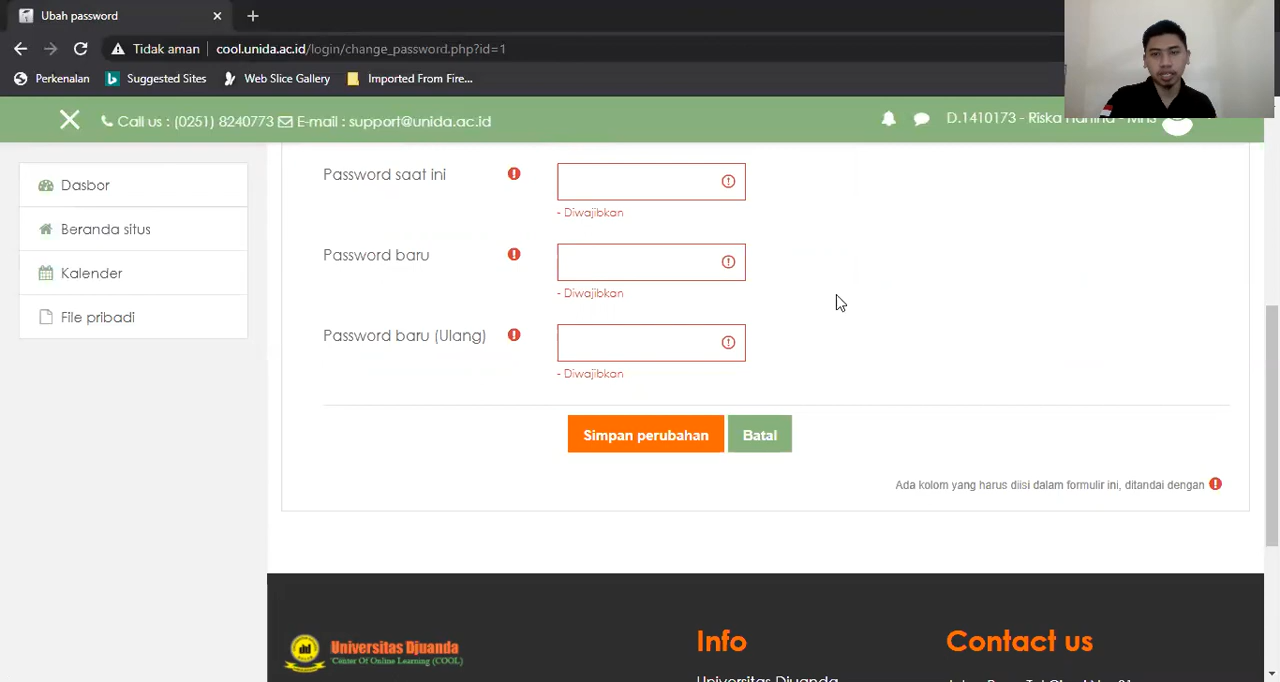 Ubah password
Tidak aman cool.unida.ac.id/login/change_password.php?id=1
Perkenalan Suggested Sites Web Slice Gallery Imported From Fire...
Call us : (0251) 8240773 E-mail : support@unida.ac.id
D.1410173 - Riska
Dasbor
Beranda situs
Kalender
File pribadi
Password saat ini
- Diwajibkan
Password baru
- Diwajibkan
Password baru (Ulang)
- Diwajibkan
Simpan perubahan Batal
Ada kolom yang harus diisi dalam formulir ini, ditandai dengan
Universitas Djuanda
Center Of Online Learning (COOL)
Info
Universitas Djuanda
Contact us